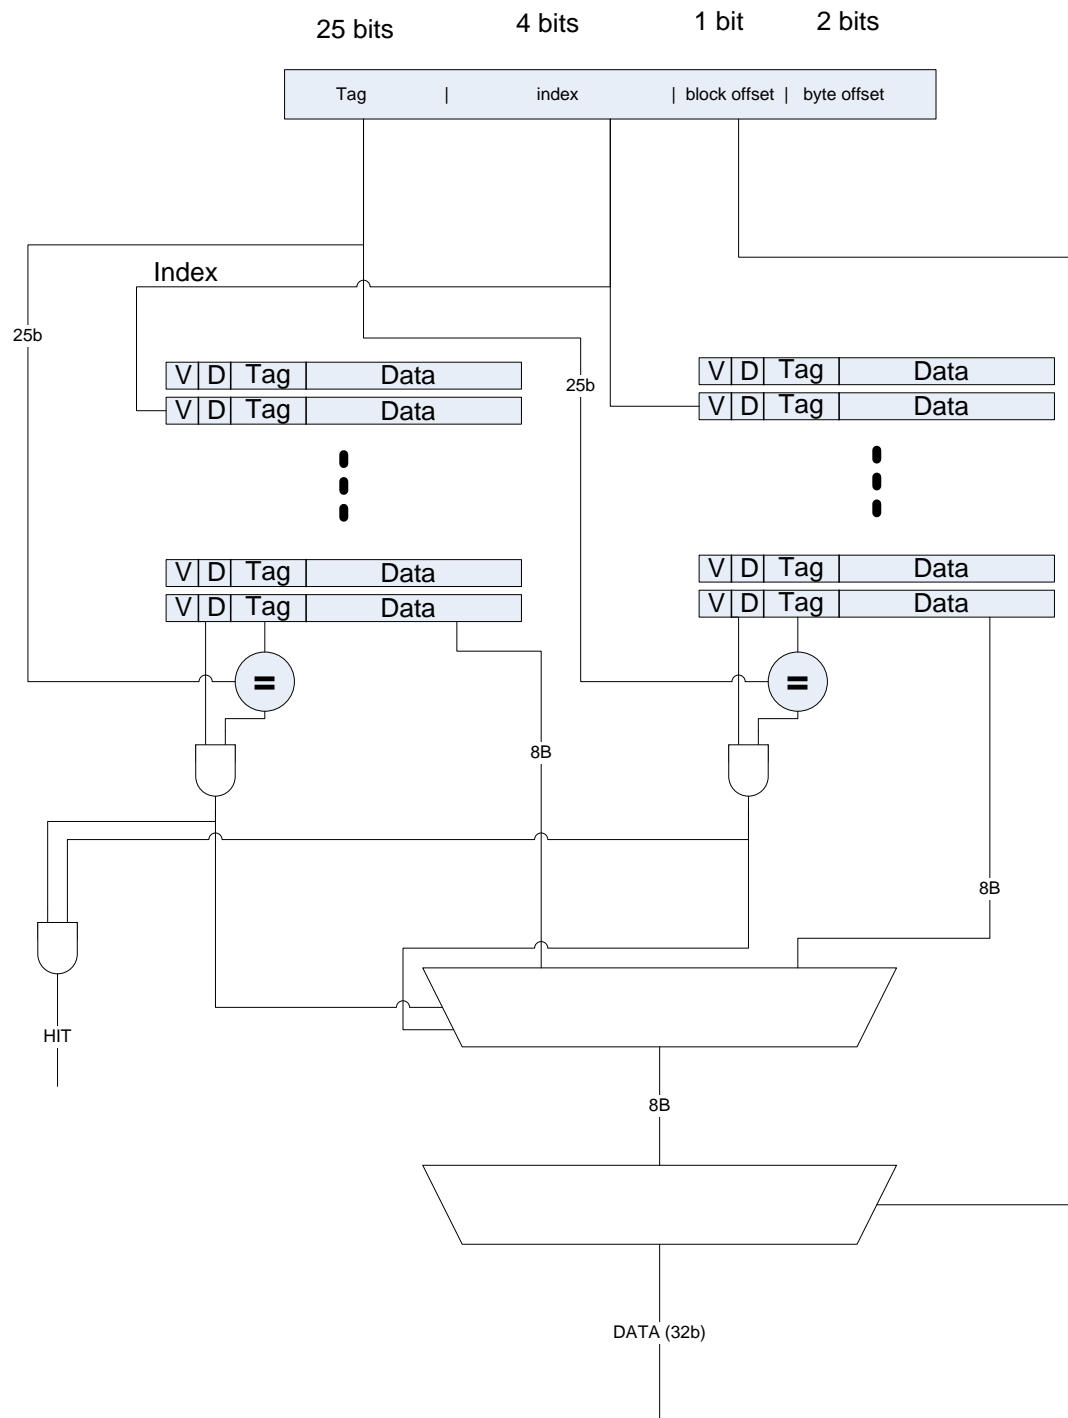 25 bits 4 bits 1 bit 2 bits
Tag | index | block offset | byte offset
Index
25b
25b
V D Tag Data
V D Tag Data
V D Tag Data
V D Tag Data
V D Tag Data
V D Tag Data
V D Tag Data
V D Tag Data
=
=
8B
8B
HIT
8B
DATA (32b)